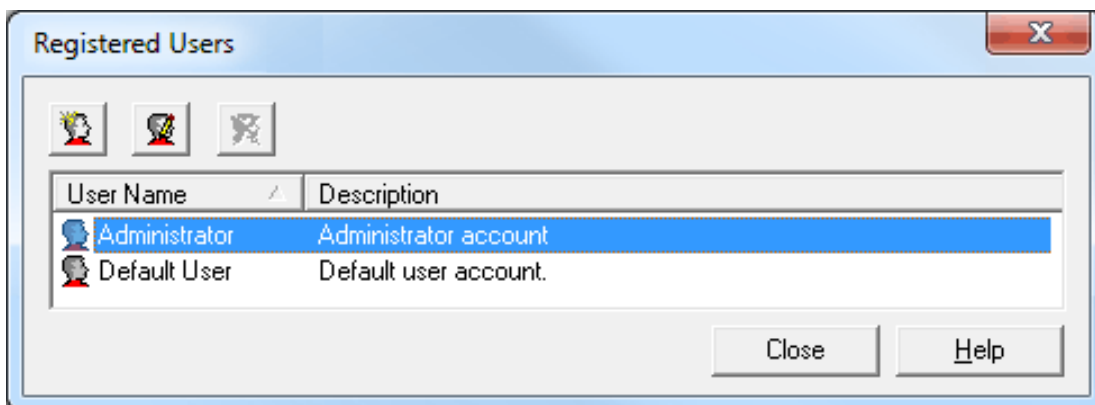 Registered Users
User Name Description
Administrator Administrator account
Default User Default user account.
Close Help